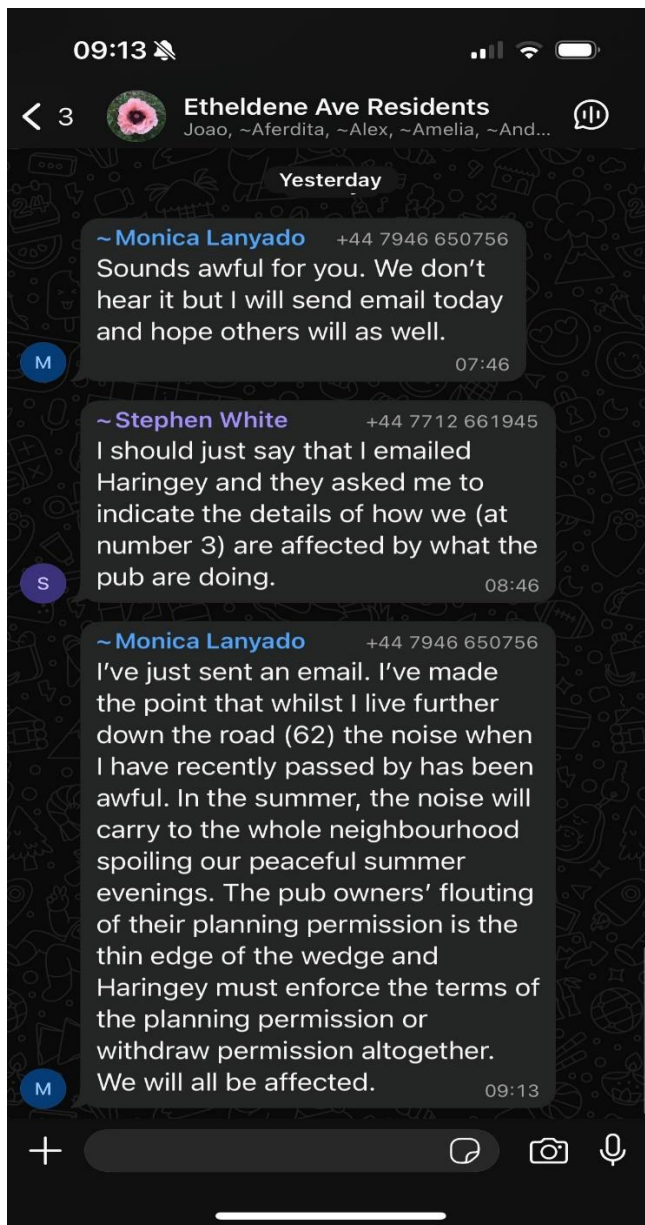 09:13
3
Etheldene Ave Residents
Joao, ~Aferdita, ~Alex, ~Amelia, ~And...
Yesterday
~Monica Lanyado +44 7946 650756
Sounds awful for you. We don’t
hear it but I will send email today
and hope others will as well.
07:46
M
~Stephen White +44 7712 661945
I should just say that I emailed
Haringey and they asked me to
indicate the details of how we (at
number 3) are affected by what the
pub are doing.
08:46
S
~Monica Lanyado +44 7946 650756
I’ve just sent an email. I’ve made
the point that whilst I live further
down the road (62) the noise when
I have recently passed by has been
awful. In the summer, the noise will
carry to the whole neighbourhood
spoiling our peaceful summer
evenings. The pub owners’ flouting
of their planning permission is the
thin edge of the wedge and
Haringey must enforce the terms of
the planning permission or
withdraw permission altogether.
We will all be affected.
09:13
M